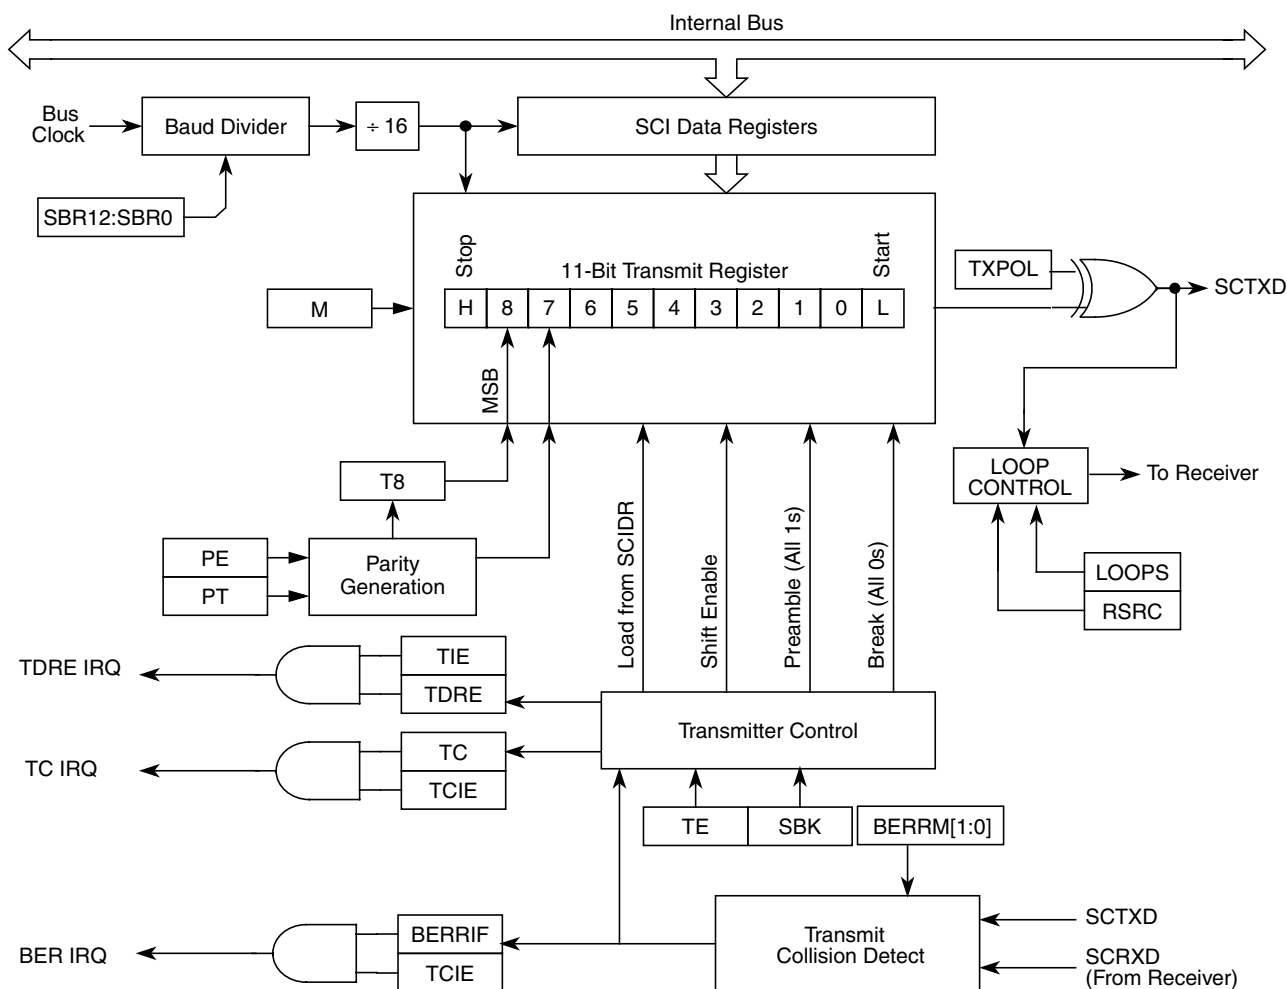 Internal Bus
Bus
Clock
Baud Divider
÷ 16
SCI Data Registers
SBR12:SBR0
Stop
11-Bit Transmit Register
Start
TXPOL
SCTXD
M
H 8 7 6 5 4 3 2 1 0 L
MSB
T8
LOOP
CONTROL
To Receiver
PE
PT
Parity
Generation
Load from SCIDR
Shift Enable
Preamble (All 1s)
Break (All 0s)
LOOPS
RSRC
TDRE IRQ
TIE
TDRE
Transmitter Control
TC IRQ
TC
TCIE
TE
SBK
BERRM[1:0]
BER IRQ
BERRIF
TCIE
Transmit
Collision Detect
SCTXD
SCRXD
(From Receiver)